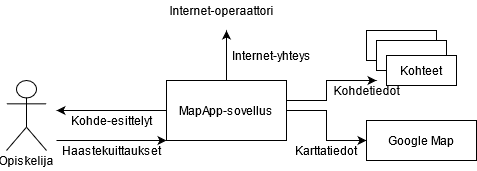 Internet-operaattori
Internet-yhteys
Kohteet
Kohdetiedot
MapApp-sovellus
Kohde-esittelyt
Haastekuittaukset
Opiskelija
Karttatiedot
Google Map